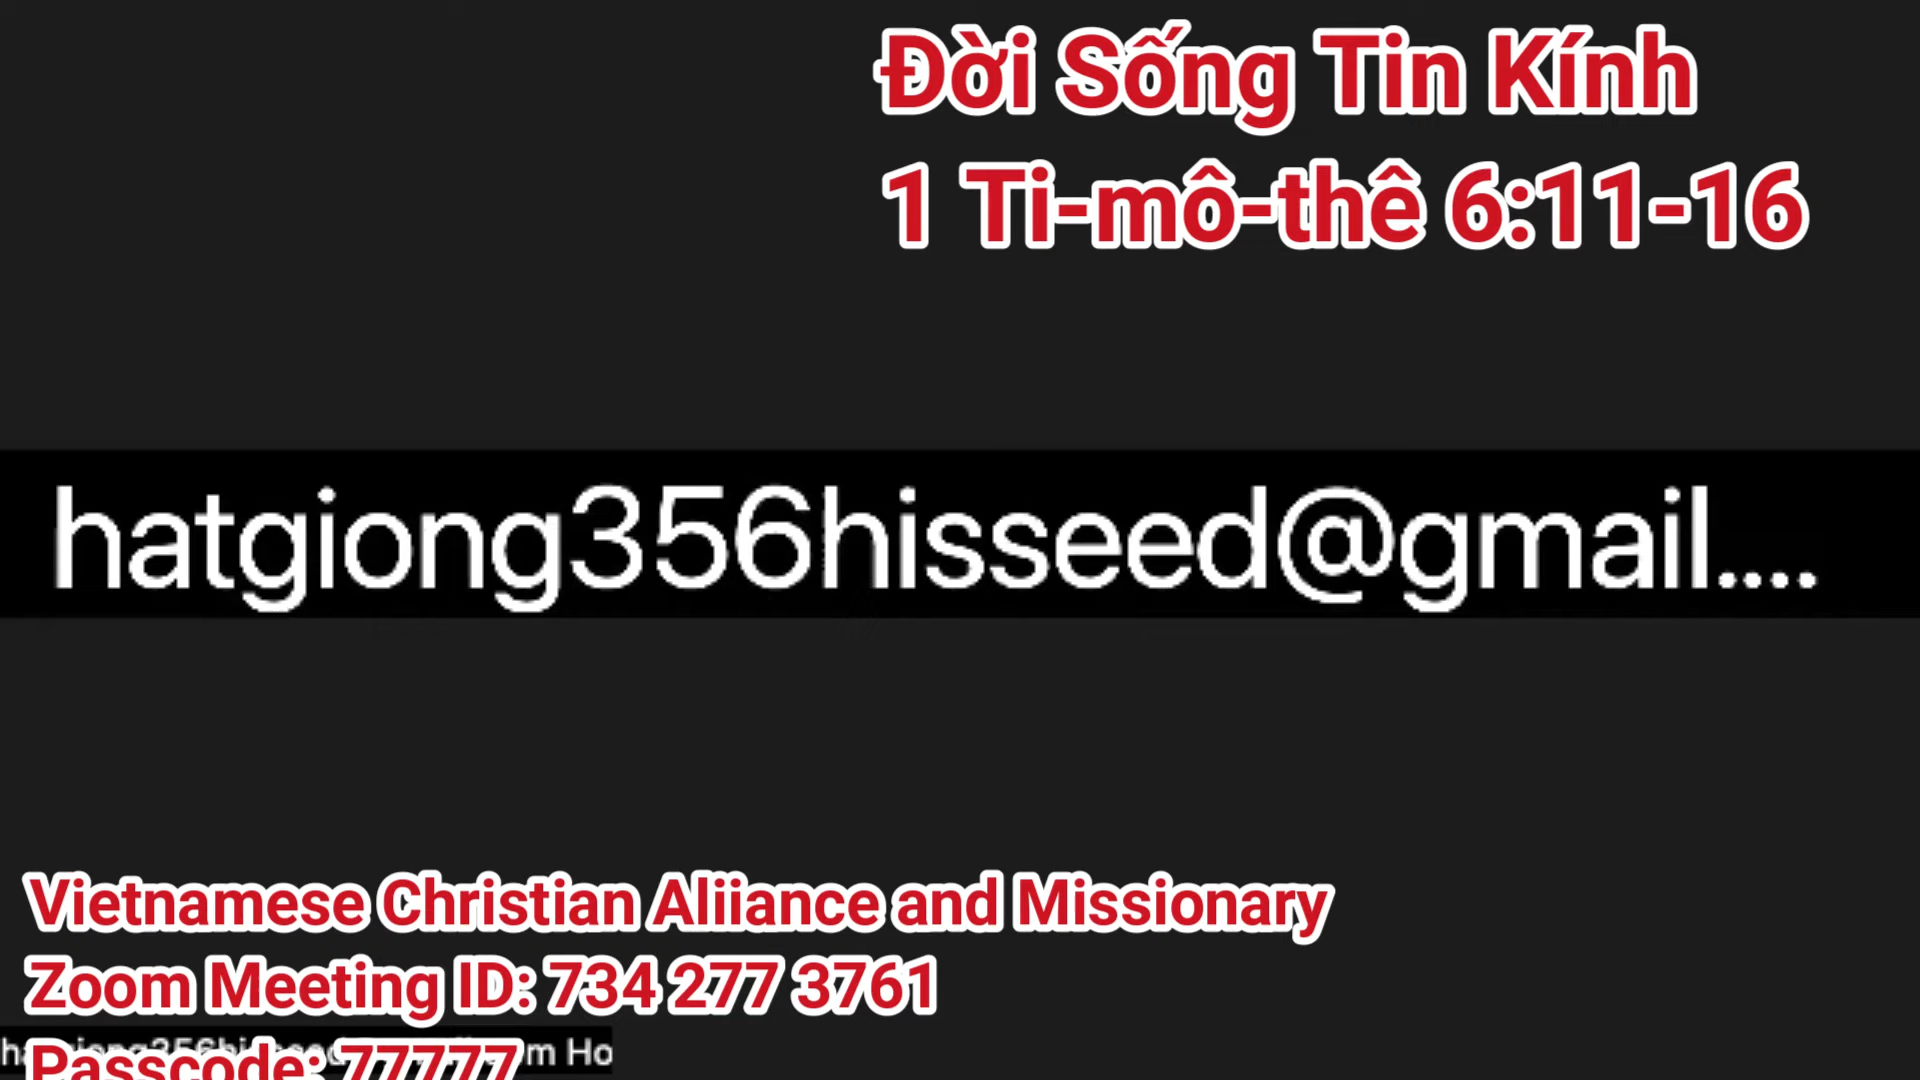 Đời Sống Tin Kính
1 Ti-mô-thê 6:11-16
hatgiong356hisseed@gmail....
Vietnamese Christian Aliiance and Missionary
Zoom Meeting ID: 734 277 3761
Passcode: 77777